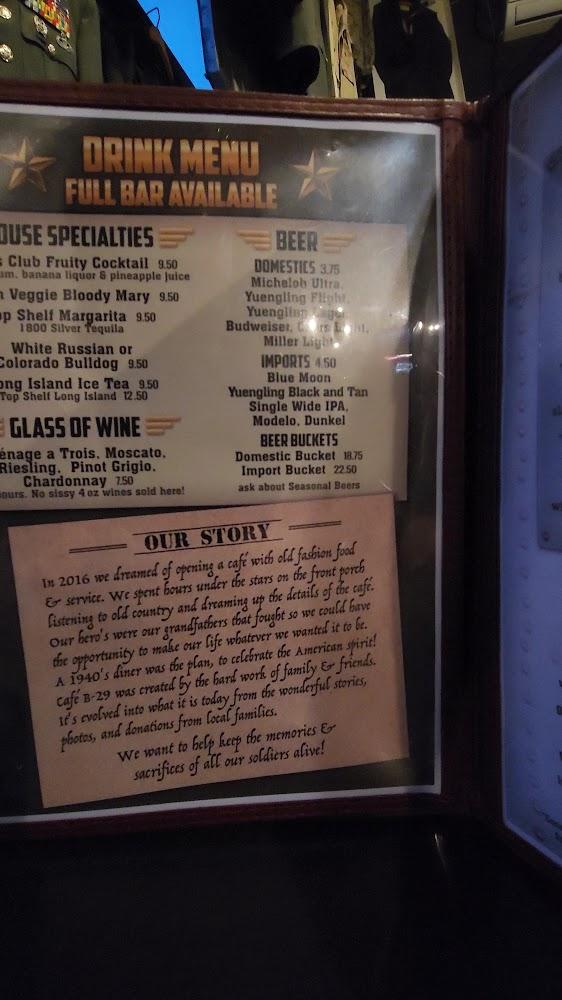 DRINK MENU
FULL BAR AVAILABLE
OUSE SPECIALTIES
s Club Fruity Cocktail 9.50
um, banana liquor & pineapple juice
n Veggie Bloody Mary 9.50
op Shelf Margarita 9.50
1800 Silver Tequila
White Russian or
Colorado Bulldog 9.50
ong Island Ice Tea 9.50
Top Shelf Long Island 12.50
GLASS OF WINE
énage a Trois, Moscato,
Riesling, Pinot Grigio,
Chardonnay 7.50
ours. No sissy 4 oz wines sold here!
BEER
DOMESTICS 3.75
Michelob Ultra,
Yuengling Flight,
Yuengling Lager
Budweiser, Coors Light,
Miller Light
IMPORTS 4.50
Blue Moon
Yuengling Black and Tan
Single Wide IPA,
Modelo, Dunkel
BEER BUCKETS
Domestic Bucket 18.75
Import Bucket 22.50
ask about Seasonal Beers
OUR STORY
In 2016 we dreamed of opening a café with old fashion food
& service. We spent hours under the stars on the front porch
listening to old country and dreaming up the details of the café.
Our hero's were our grandfathers that fought so we could have
the opportunity to make our life whatever we wanted it to be.
A 1940's diner was the plan, to celebrate the American spirit!
Café B-29 was created by the hard work of family & friends.
It's evolved into what it is today from the wonderful stories,
photos, and donations from local families.
We want to help keep the memories &
sacrifices of all our soldiers alive!